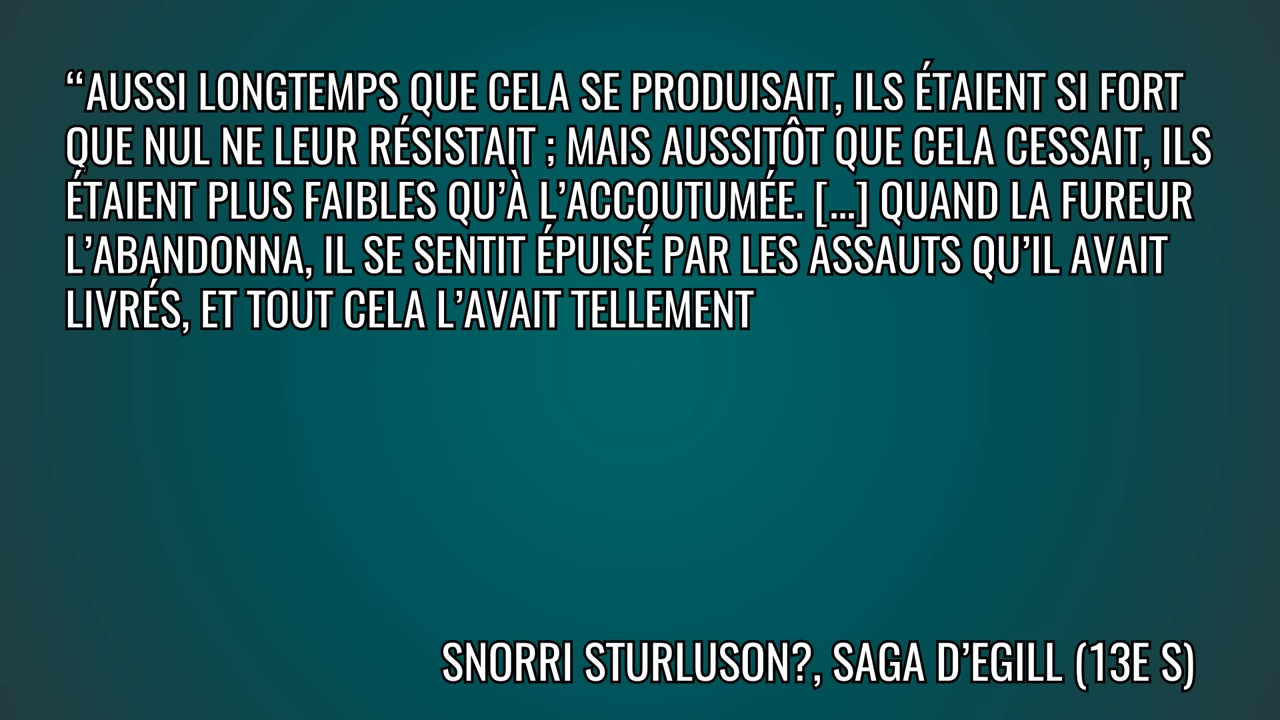 “AUSSI LONGTEMPS QUE CELA SE PRODUISAIT, ILS ÉTAIENT SI FORT
QUE NUL NE LEUR RÉSISTAIT ; MAIS AUSSITÔT QUE CELA CESSAIT, ILS
ÉTAIENT PLUS FAIBLES QU’À L’ACCOUTUMÉE. [...] QUAND LA FUREUR
L’ABANDONNA, IL SE SENTIT ÉPUISÉ PAR LES ASSAUTS QU’IL AVAIT
LIVRÉS, ET TOUT CELA L’AVAIT TELLEMENT
SNORRI STURLUSON?, SAGA D’EGILL (13E S)